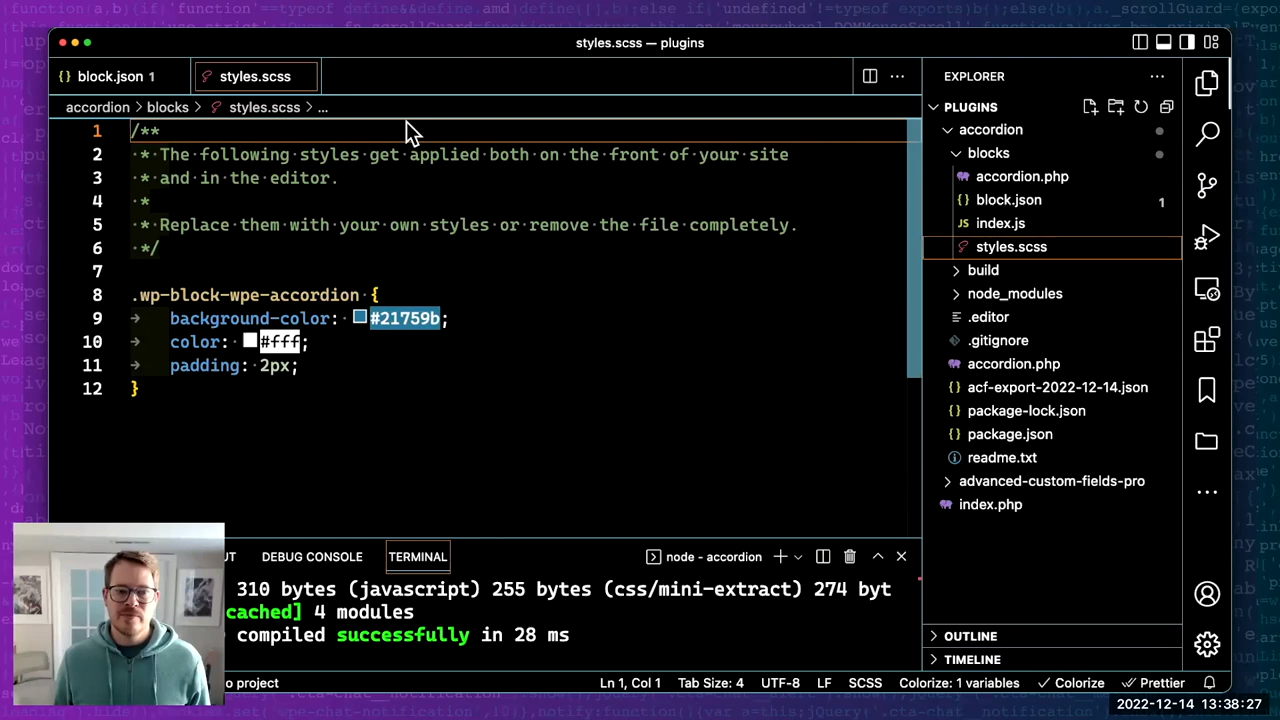 styles.scss — plugins
block.json 1
styles.scss
accordion > blocks > styles.scss > ...
1 /**
2 * The following styles get applied both on the front of your site
3 * and in the editor.
4 *
5 * Replace them with your own styles or remove the file completely.
6 */
7
8 .wp-block-wpe-accordion {
9 background-color: #21759b;
10 color: #fff;
11 padding: 2px;
12 }
EXPLORER
PLUGINS
accordion
blocks
accordion.php
block.json 1
index.js
styles.scss
build
node_modules
.editor
.gitignore
accordion.php
acf-export-2022-12-14.json
package-lock.json
package.json
readme.txt
advanced-custom-fields-pro
index.php
OUTLINE
TIMELINE
DEBUG CONSOLE
TERMINAL
node - accordion
310 bytes (javascript) 255 bytes (css/mini-extract) 274 byt
cached] 4 modules
compiled successfully in 28 ms
o project
Ln 1, Col 1
Tab Size: 4
UTF-8
LF
SCSS
Colorize: 1 variables
Colorize
Prettier
2022-12-14 13:38:27